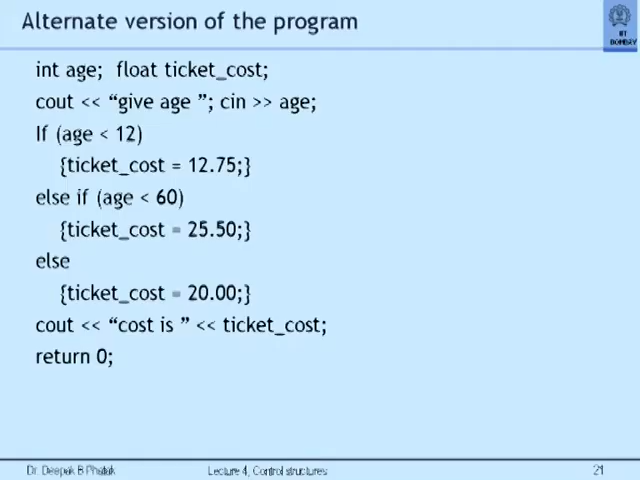 Alternate version of the program
IIT
BOMBAY
int age; float ticket_cost;
cout << “give age ”; cin >> age;
If (age < 12)
{ticket_cost = 12.75;}
else if (age < 60)
{ticket_cost = 25.50;}
else
{ticket_cost = 20.00;}
cout << “cost is ” << ticket_cost;
return 0;
Dr. Deepak B Phatak
Lecture 4, Control structures
21